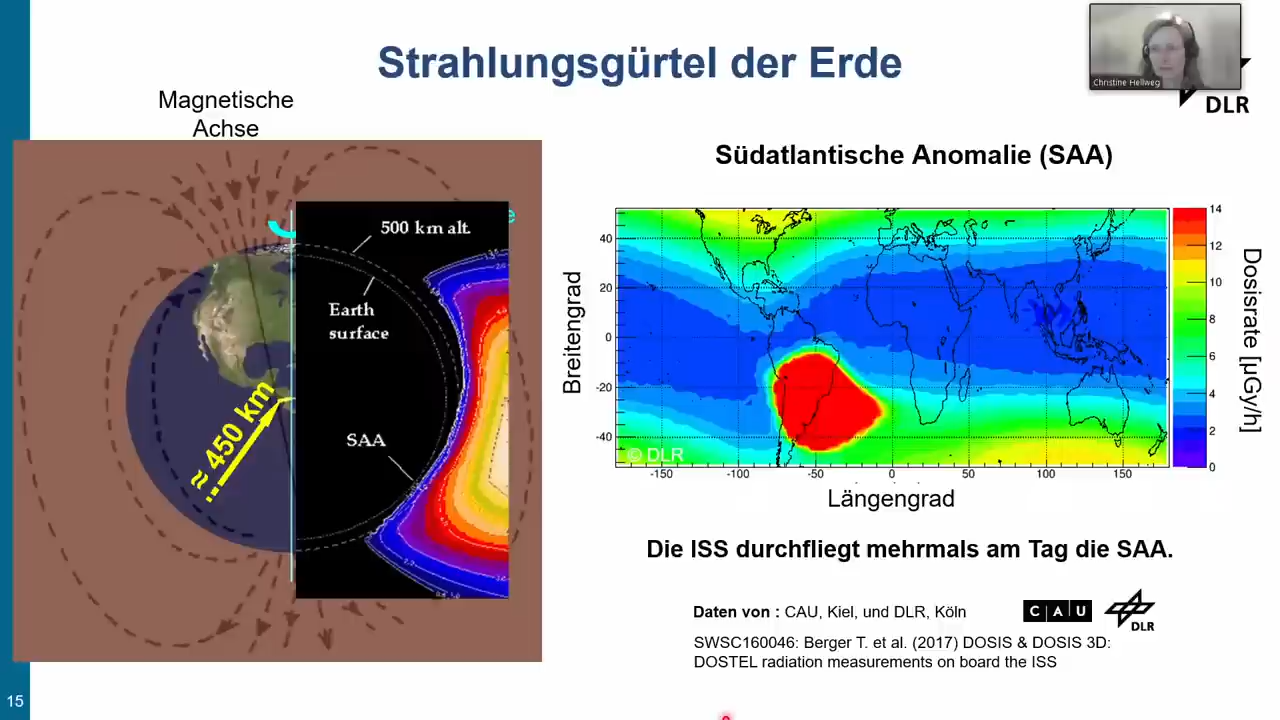 Strahlungsgürtel der Erde
Christine Hellweg
DLR
Magnetische
Achse
e
500 km alt.
Earth
surface
SAA
≈ 450 km
Südatlantische Anomalie (SAA)
Breitengrad
40
20
0
-20
-40
© DLR
-150
-100
-50
0
50
100
150
Längengrad
14
12
10
8
6
4
2
0
Dosisrate [µGy/h]
Die ISS durchfliegt mehrmals am Tag die SAA.
Daten von : CAU, Kiel, und DLR, Köln
CAU
DLR
SWSC160046: Berger T. et al. (2017) DOSIS & DOSIS 3D:
DOSTEL radiation measurements on board the ISS
15